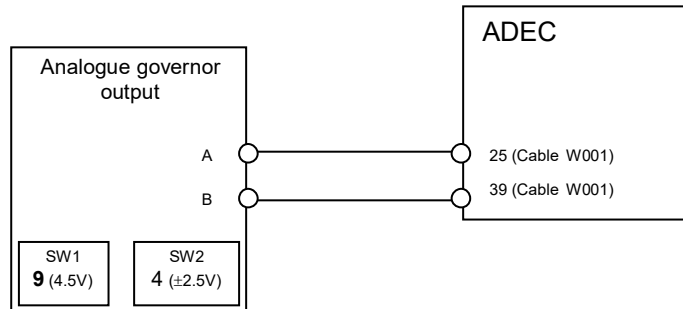 ADEC
Analogue governor
output
A
25 (Cable W001)
B
39 (Cable W001)
SW1
9 (4.5V)
SW2
4 (±2.5V)